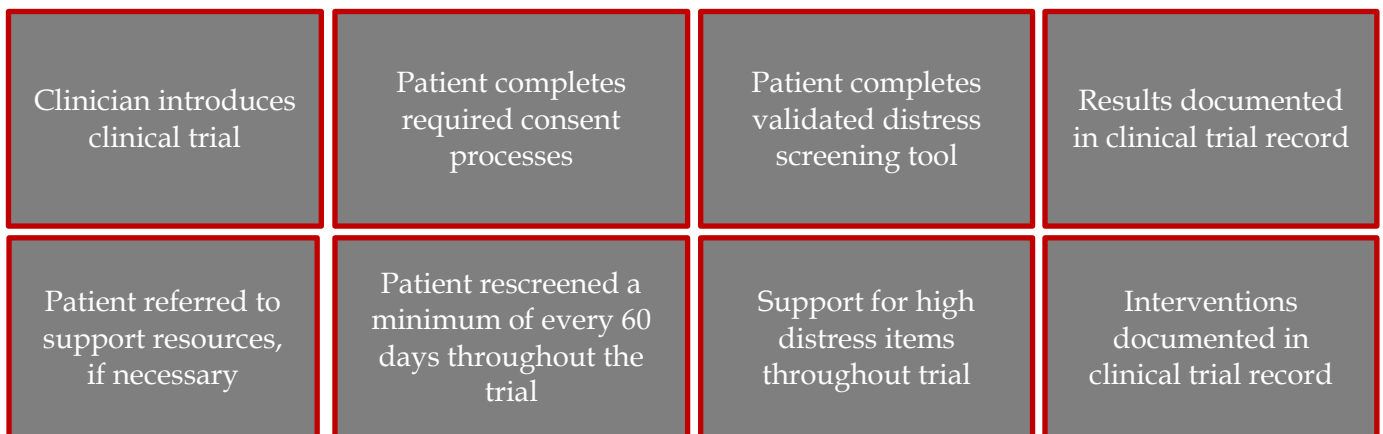 Clinician introduces
clinical trial
Patient completes
required consent
processes
Patient completes
validated distress
screening tool
Results documented
in clinical trial record
Patient referred to
support resources,
if necessary
Patient rescreened a
minimum of every 60
days throughout the
trial
Support for high
distress items
throughout trial
Interventions
documented in
clinical trial record